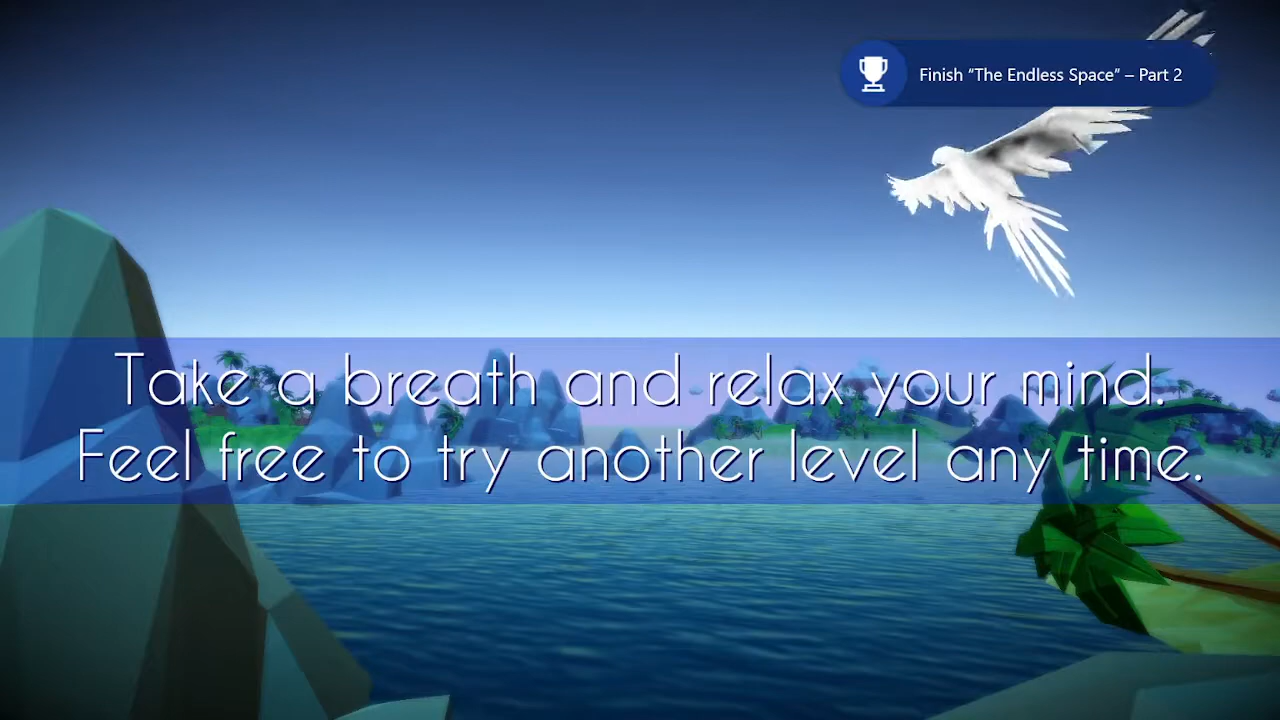 Finish “The Endless Space” – Part 2
Take a breath and relax your mind.
Feel free to try another level any time.